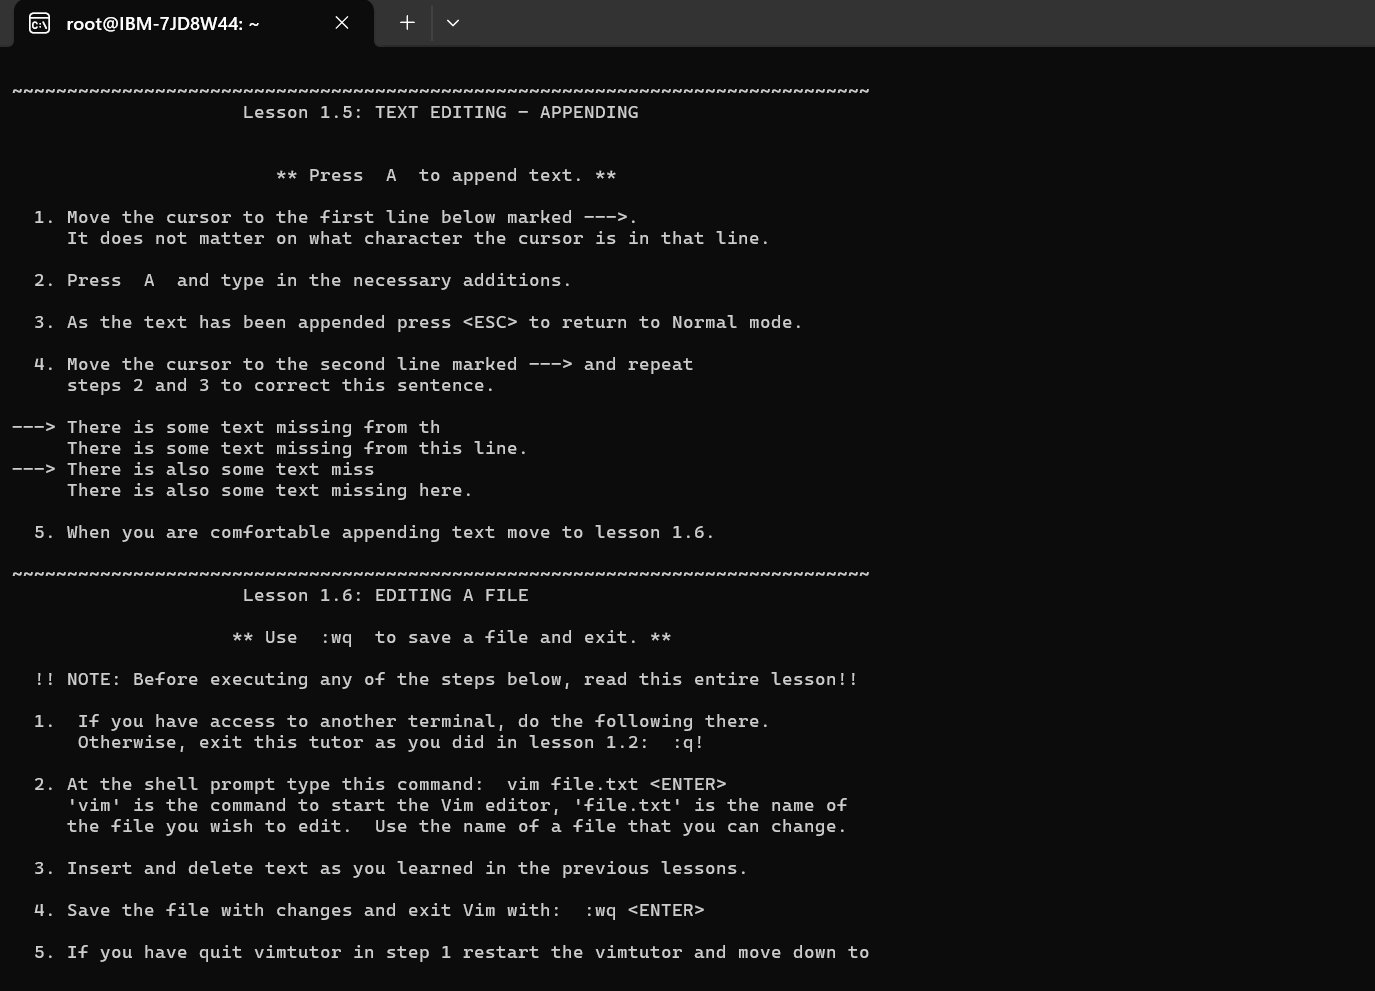 root@IBM-7JD8W44: ~
~~~~~~~~~~~~~~~~~~~~~~~~~~~~~~~~~~~~~~~~~~~~~~~~~~~~~~~~~~~~~~~~~~~~~~~~~~~~~~
Lesson 1.5: TEXT EDITING - APPENDING
** Press  A  to append text. **
1. Move the cursor to the first line below marked --->.
It does not matter on what character the cursor is in that line.
2. Press  A  and type in the necessary additions.
3. As the text has been appended press <ESC> to return to Normal mode.
4. Move the cursor to the second line marked ---> and repeat
steps 2 and 3 to correct this sentence.
---> There is some text missing from th
There is some text missing from this line.
---> There is also some text miss
There is also some text missing here.
5. When you are comfortable appending text move to lesson 1.6.
~~~~~~~~~~~~~~~~~~~~~~~~~~~~~~~~~~~~~~~~~~~~~~~~~~~~~~~~~~~~~~~~~~~~~~~~~~~~~~
Lesson 1.6: EDITING A FILE
** Use  :wq  to save a file and exit. **
!! NOTE: Before executing any of the steps below, read this entire lesson!!
1.  If you have access to another terminal, do the following there.
Otherwise, exit this tutor as you did in lesson 1.2:  :q!
2. At the shell prompt type this command:  vim file.txt <ENTER>
'vim' is the command to start the Vim editor, 'file.txt' is the name of
the file you wish to edit.  Use the name of a file that you can change.
3. Insert and delete text as you learned in the previous lessons.
4. Save the file with changes and exit Vim with:  :wq <ENTER>
5. If you have quit vimtutor in step 1 restart the vimtutor and move down to